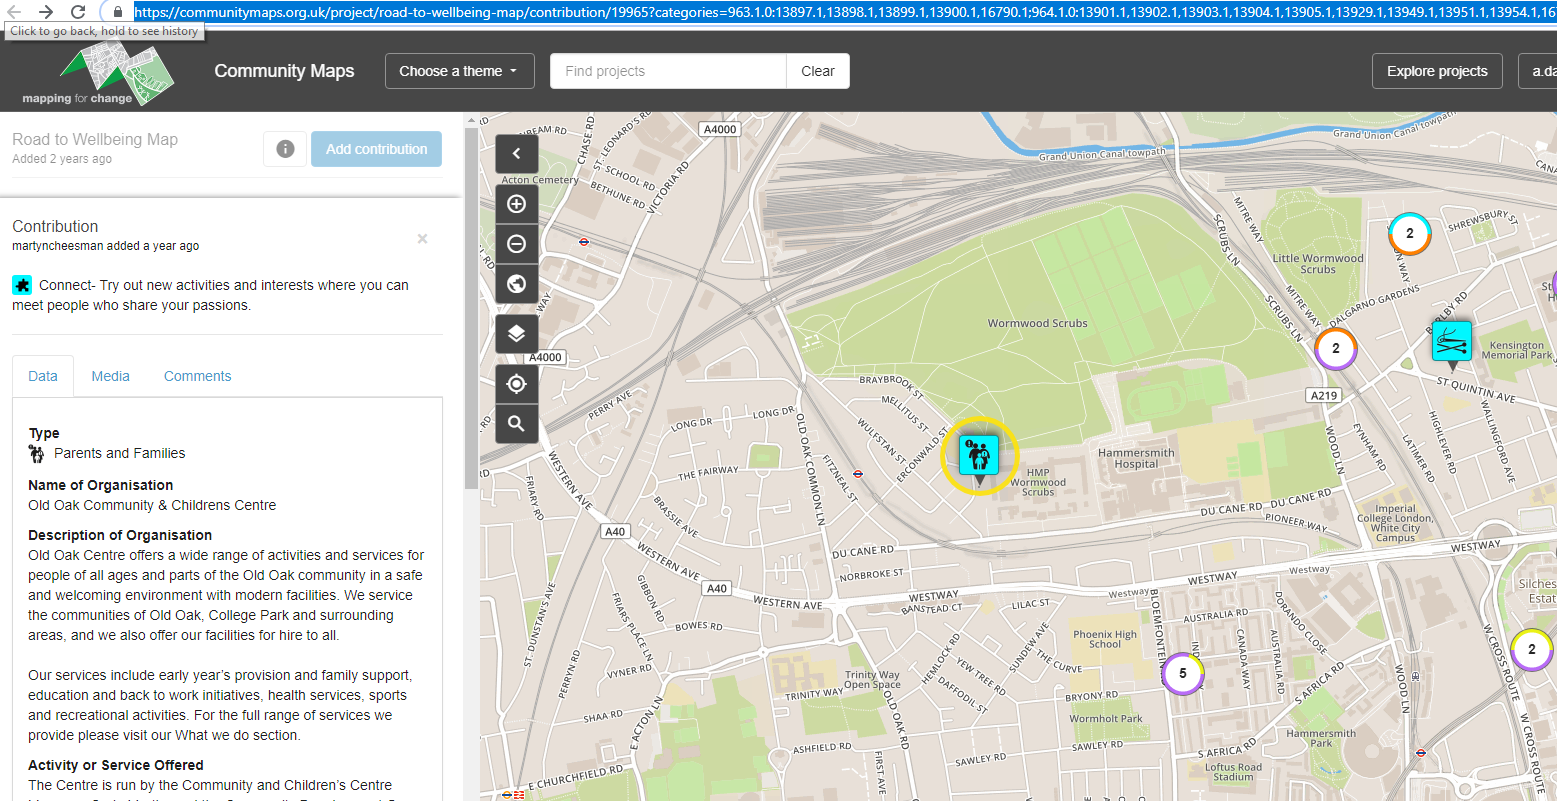 https://communitymaps.org.uk/project/road-to-wellbeing-map/contribution/19965?categories=963.1.0:13897.1,13898.1,13899.1,13900.1,16790.1;964.1.0:13901.1,13902.1,13903.1,13904.1,13905.1,13929.1,13949.1,13951.1,13954.1,167
Click to go back, hold to see history
mapping for change
Community Maps
Choose a theme
Find projects
Clear
Explore projects
a.da
Road to Wellbeing Map
Added 2 years ago
Add contribution
Contribution
martyncheesman added a year ago
Connect- Try out new activities and interests where you can
meet people who share your passions.
Data
Media
Comments
Type
Parents and Families
Name of Organisation
Old Oak Community & Childrens Centre
Description of Organisation
Old Oak Centre offers a wide range of activities and services for
people of all ages and parts of the Old Oak community in a safe
and welcoming environment with modern facilities. We service
the communities of Old Oak, College Park and surrounding
areas, and we also offer our facilities for hire to all.
Our services include early year's provision and family support,
education and back to work initiatives, health services, sports
and recreational activities. For the full range of services we
provide please visit our What we do section.
Activity or Service Offered
The Centre is run by the Community and Children's Centre
A4000
CHASE RD
ST. LEONARD'S RD
SCHOOL RD
BETHUNE RD
VICTORIA RD
Acton Cemetery
Grand Union Canal towpath
Grand Union Canal towpath
SCRUBS LN
MITRE WAY
SHREWSBURY ST
2
Little Wormwood
Scrubs
DALGARNO GARDENS
SCRUBS LN
MITRE WAY
BARLBY RD
Wormwood Scrubs
A4000
2
Kensington
Memorial Park
ST QUINTIN AVE
A219
BRAYBROOK ST
MELLITUS ST
WULFSTAN ST
ERCONWALD ST
PERRY AVE
LONG DR
LONG DR
OLD OAK COMMON LN
FITZNEAL ST
THE FAIRWAY
BRASSIE AVE
WESTERN AVE
FRIARY RD
HMP
Wormwood
Scrubs
Hammersmith
Hospital
WOOD LN
EYNHAM RD
HIGHLEVER RD
WALLINGFORD AVE
DU CANE RD
PIONEER WAY
Imperial
College London,
White City
Campus
A40
WESTERN AVE
DU CANE RD
NORBROKE ST
WESTWAY
WESTWAY
Westway
Westway
WESTWAY
A40
WESTERN AVE
BANSTEAD CT
LILAC ST
GIBBON RD
FRIARS PLACE LN
ST. DUNSTAN'S AVE
BOWES RD
HEMLOCK RD
SUNDEW AVE
YEW TREE RD
THE CURVE
DAFFODIL ST
Phoenix High
School
BLOEMFONTEIN
AUSTRALIA RD
CANADA WAY
AUSTRALIA RD
DORANDO CLOSE
Silches
Estat
2
VYNER RD
PERRYN RD
Trinity Way
Open Space
TRINITY WAY
5
BRYONY RD
Wormholt Park
S AFRICA RD
WOOD LN
W CROSS ROUTE
W CROSS ROUTE
SHAA RD
E ACTON LN
OLD OAK RD
ASHFIELD RD
FIRST AVE
SAWLEY RD
SAWLEY RD
S AFRICA RD
Hammersmith
Park
Loftus Road
Stadium
E CHURCHFIELD RD